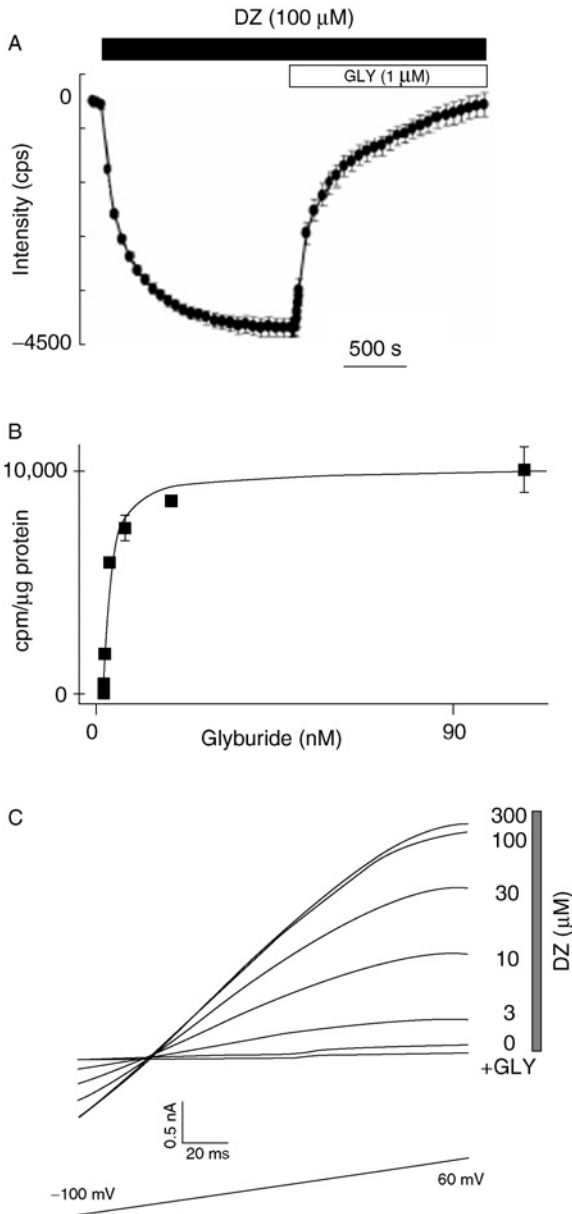 DZ (100 µM)
A
GLY (1 µM)
0
Intensity (cps)
−4500
500 s
B
10,000
cpm/µg protein
0
0
90
Glyburide (nM)
C
300
100
30
10
3
0
+GLY
DZ (µM)
0.5 nA
20 ms
−100 mV
60 mV